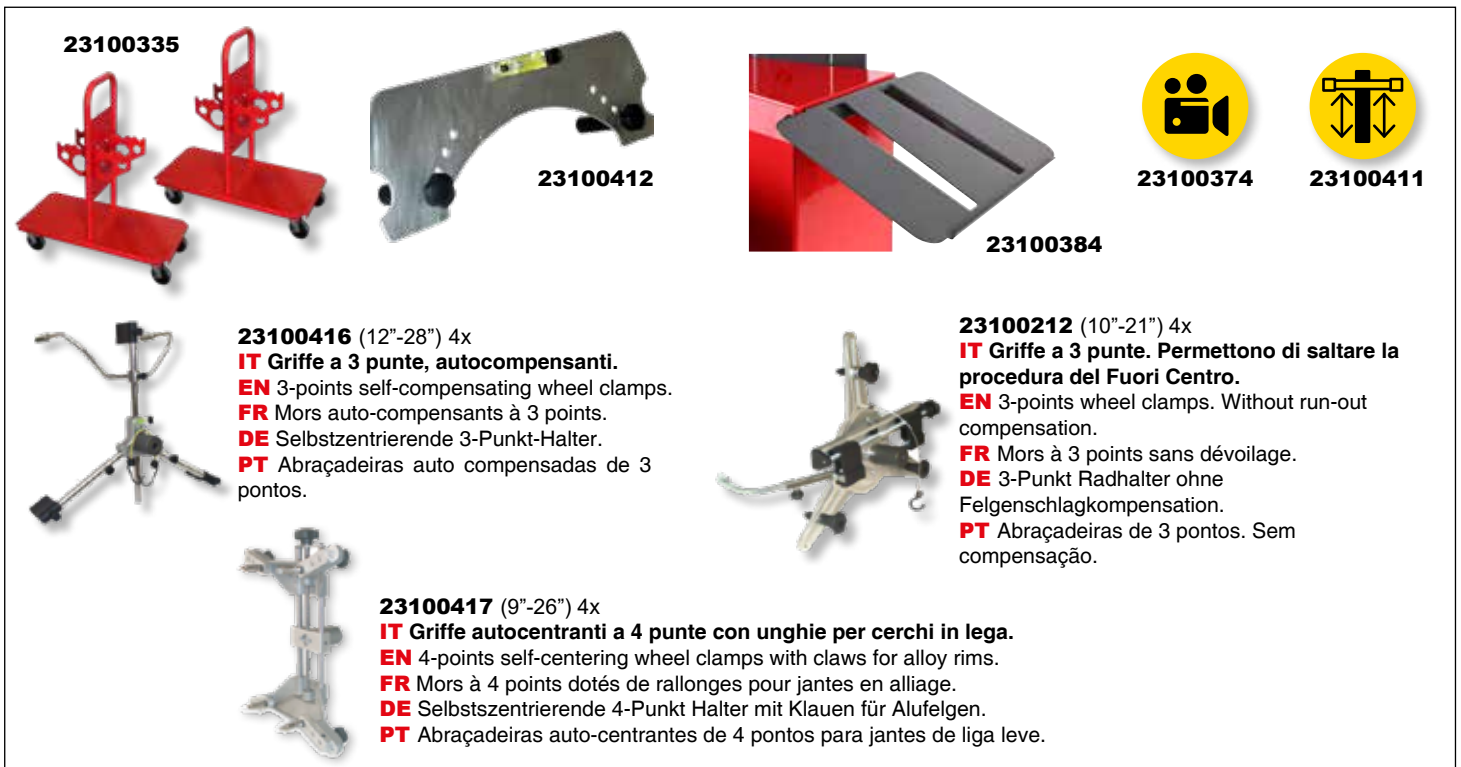 23100335
23100412
23100384
23100374
23100411
23100416 (12”-28”) 4x
IT Griffe a 3 punte, autocompensanti.
EN 3-points self-compensating wheel clamps.
FR Mors auto-compensants à 3 points.
DE Selbstzentrierende 3-Punkt-Halter.
PT Abraçadeiras auto compensadas de 3
pontos.
23100212 (10”-21”) 4x
IT Griffe a 3 punte. Permettono di saltare la
procedura del Fuori Centro.
EN 3-points wheel clamps. Without run-out
compensation.
FR Mors à 3 points sans dévoilage.
DE 3-Punkt Radhalter ohne
Felgenschlagkompensation.
PT Abraçadeiras de 3 pontos. Sem
compensação.
23100417 (9”-26”) 4x
IT Griffe autocentranti a 4 punte con unghie per cerchi in lega.
EN 4-points self-centering wheel clamps with claws for alloy rims.
FR Mors à 4 points dotés de rallonges pour jantes en alliage.
DE Selbstszentrierende 4-Punkt Halter mit Klauen für Alufelgen.
PT Abraçadeiras auto-centrantes de 4 pontos para jantes de liga leve.